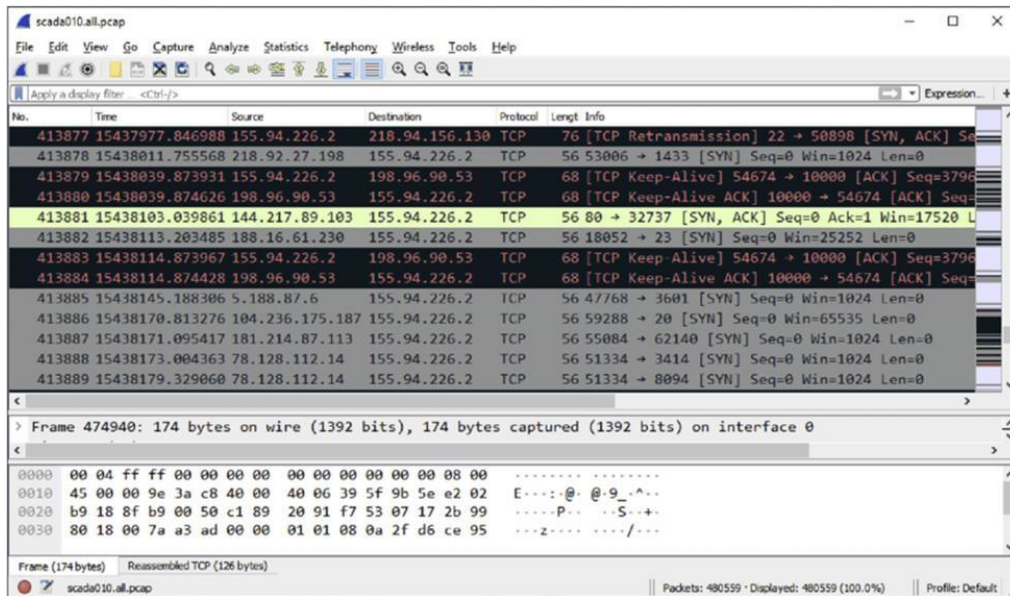 scada010.all.pcap
File Edit View Go Capture Analyze Statistics Telephony Wireless Tools Help
Apply a display filter ... <Ctrl-/> Expression... +
No. Time Source Destination Protocol Lengt Info
413877 15437977.846988 155.94.226.2 218.94.156.130 TCP 76 [TCP Retransmission] 22 → 50898 [SYN, ACK] Se
413878 15438011.755568 218.92.27.198 155.94.226.2 TCP 56 53006 → 1433 [SYN] Seq=0 Win=1024 Len=0
413879 15438039.873931 155.94.226.2 198.96.90.53 TCP 68 [TCP Keep-Alive] 54674 → 10000 [ACK] Seq=3796
413880 15438039.874626 198.96.90.53 155.94.226.2 TCP 68 [TCP Keep-Alive ACK] 10000 → 54674 [ACK] Seq=
413881 15438103.039861 144.217.89.103 155.94.226.2 TCP 56 80 → 32737 [SYN, ACK] Seq=0 Ack=1 Win=17520 L
413882 15438113.203485 188.16.61.230 155.94.226.2 TCP 56 18052 → 23 [SYN] Seq=0 Win=25252 Len=0
413883 15438114.873967 155.94.226.2 198.96.90.53 TCP 68 [TCP Keep-Alive] 54674 → 10000 [ACK] Seq=3796
413884 15438114.874428 198.96.90.53 155.94.226.2 TCP 68 [TCP Keep-Alive ACK] 10000 → 54674 [ACK] Seq=
413885 15438145.188306 5.188.87.6 155.94.226.2 TCP 56 47768 → 3601 [SYN] Seq=0 Win=1024 Len=0
413886 15438170.813276 104.236.175.187 155.94.226.2 TCP 56 59288 → 20 [SYN] Seq=0 Win=65535 Len=0
413887 15438171.095417 181.214.87.113 155.94.226.2 TCP 56 55084 → 62140 [SYN] Seq=0 Win=1024 Len=0
413888 15438173.004363 78.128.112.14 155.94.226.2 TCP 56 51334 → 3414 [SYN] Seq=0 Win=1024 Len=0
413889 15438179.329060 78.128.112.14 155.94.226.2 TCP 56 51334 → 8094 [SYN] Seq=0 Win=1024 Len=0
> Frame 474940: 174 bytes on wire (1392 bits), 174 bytes captured (1392 bits) on interface 0
0000 00 04 ff ff 00 00 00 00 00 00 00 00 00 00 08 00 ········ ········
0010 45 00 00 9e 3a c8 40 00 40 06 39 5f 9b 5e e2 02 E···:·@· @·9_·^··
0020 b9 18 8f b9 00 50 c1 89 20 91 f7 53 07 17 2b 99 ·····P·· ··S··+·
0030 80 18 00 7a a3 ad 00 00 01 01 08 0a 2f d6 ce 95 ···z···· ····/···
Frame (174 bytes) Reassembled TCP (126 bytes)
scada010.all.pcap Packets: 480559 · Displayed: 480559 (100.0%) Profile: Default